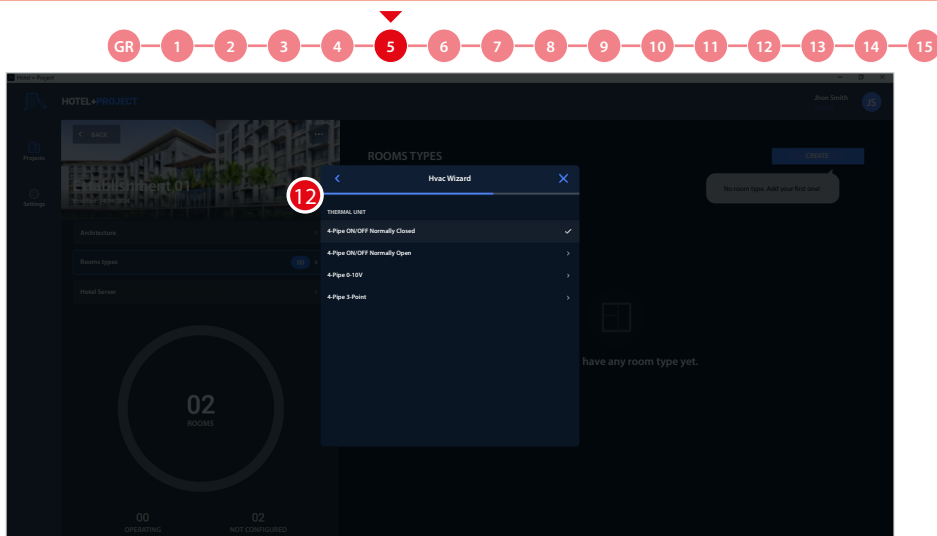 GR 1 2 3 4 5 6 7 8 9 10 11 12 13 14 15
Hotel + Project
HOTEL+PROJECT
Jhon Smith
JS
Projects
Settings
< BACK
Establishment 01
Architecture
Rooms types
00
Hotel Server
02
ROOMS
00
OPERATING
02
NOT CONFIGURED
ROOMS TYPES
CREATE
No room type. Add your first one!
12
Hvac Wizard
THERMAL UNIT
4-Pipe ON/OFF Normally Closed
4-Pipe ON/OFF Normally Open
4-Pipe 0-10V
4-Pipe 3-Point
have any room type yet.